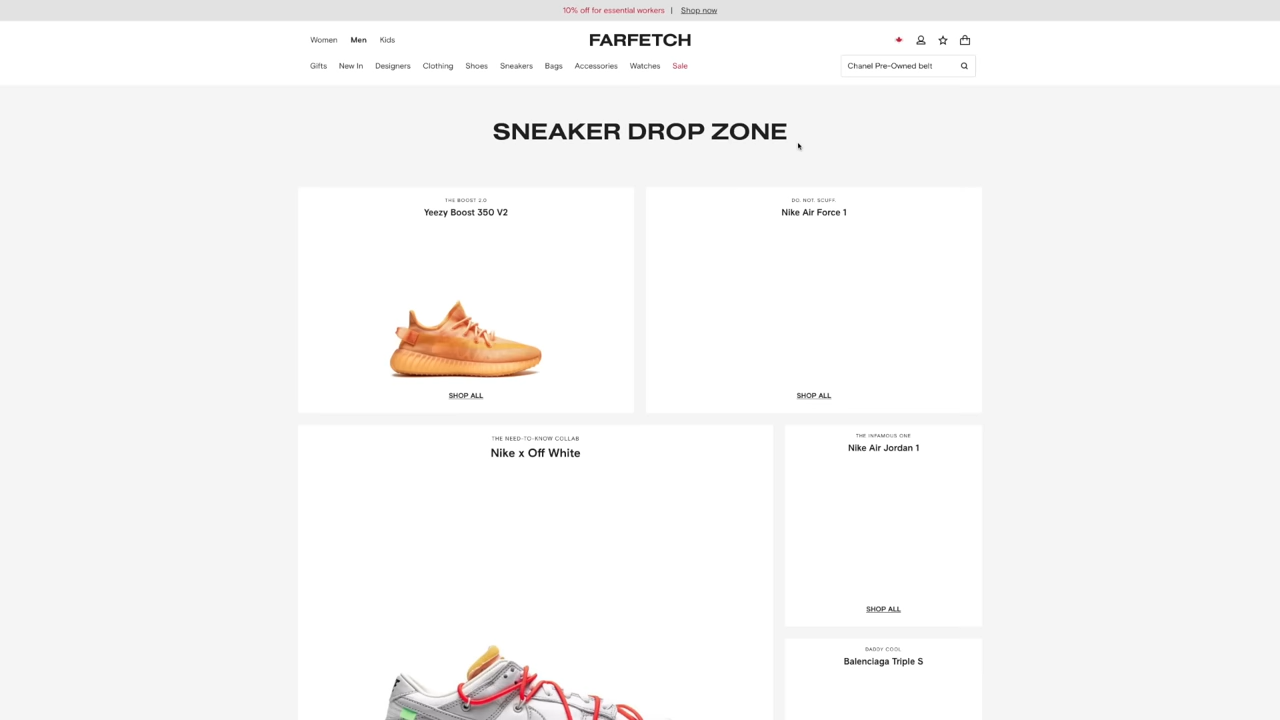 10% off for essential workers | Shop now
Women Men Kids
FARFETCH
Gifts New In Designers Clothing Shoes Sneakers Bags Accessories Watches Sale
Chanel Pre-Owned belt
SNEAKER DROP ZONE
THE BOOST 2.0
Yeezy Boost 350 V2
SHOP ALL
DO. NOT. SCUFF.
Nike Air Force 1
SHOP ALL
THE NEED-TO-KNOW COLLAB
Nike x Off White
THE INFAMOUS ONE
Nike Air Jordan 1
SHOP ALL
DADDY COOL
Balenciaga Triple S